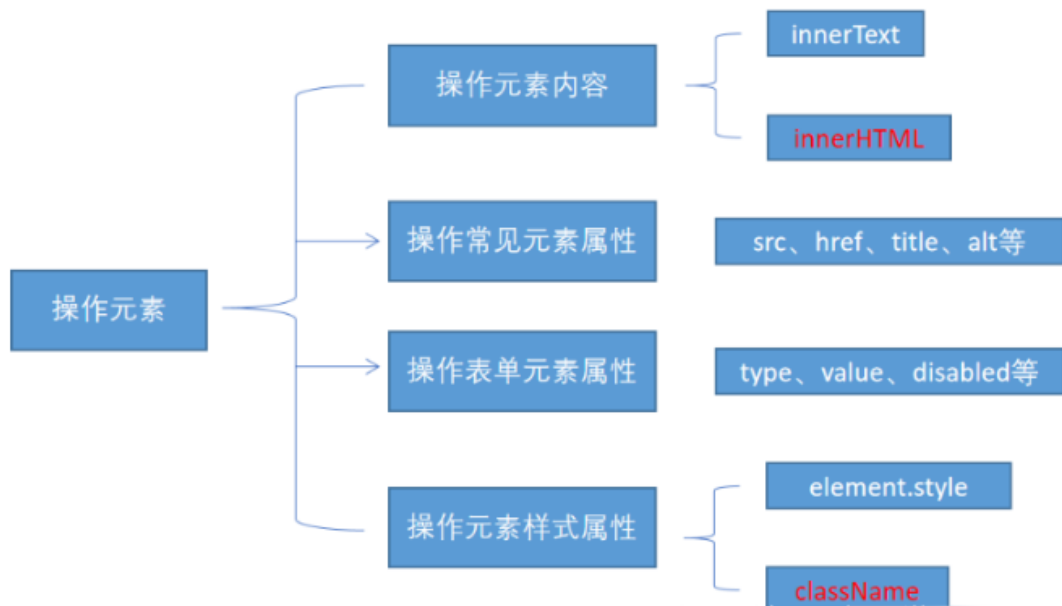 innerText
操作元素内容
innerHTML
操作常见元素属性
src、href、title、alt等
操作元素
操作表单元素属性
type、value、disabled等
element.style
操作元素样式属性
className